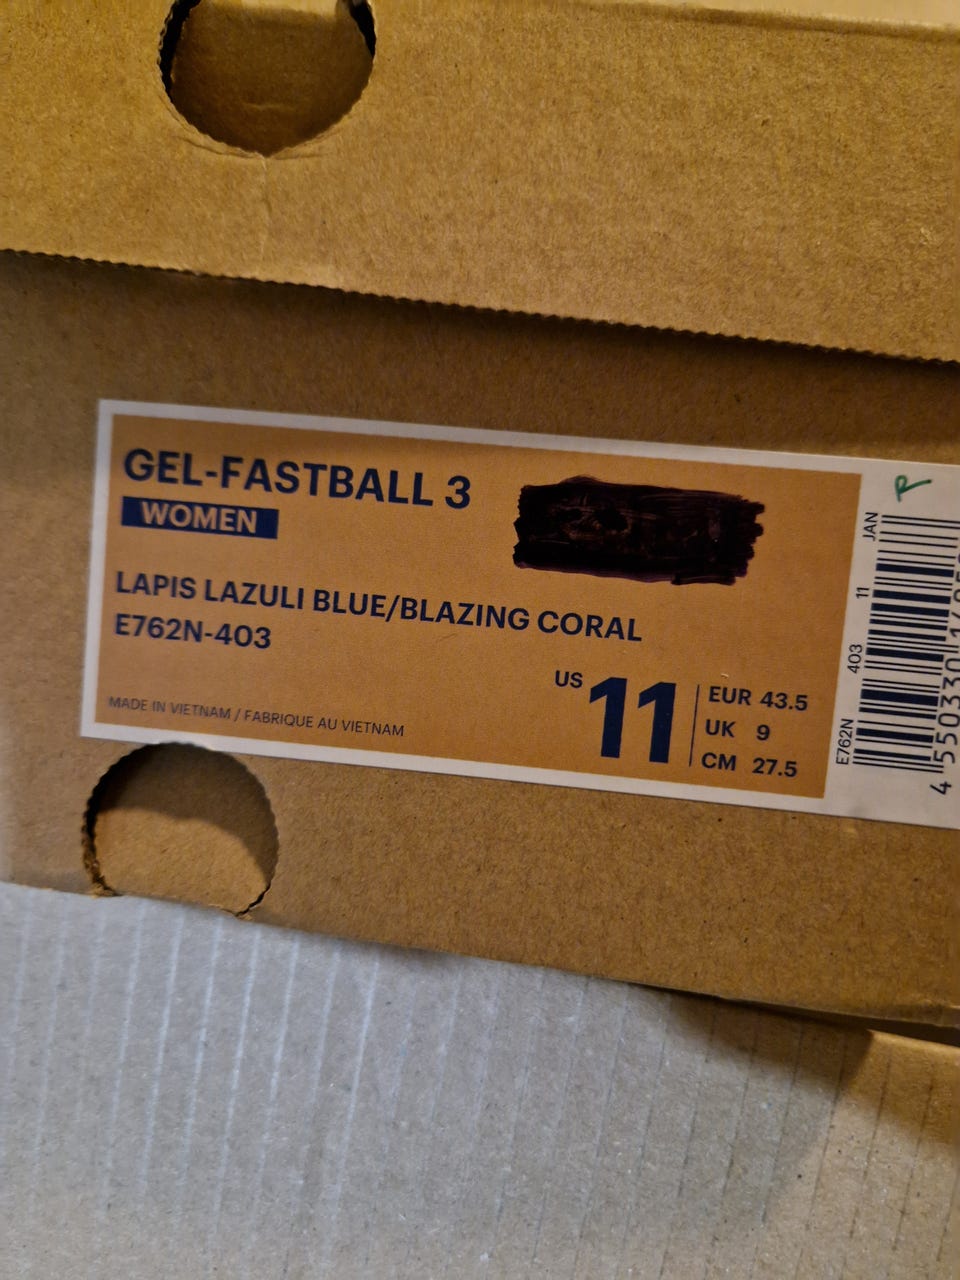 GEL-FASTBALL 3
WOMEN
LAPIS LAZULI BLUE/BLAZING CORAL
E762N-403
MADE IN VIETNAM / FABRIQUE AU VIETNAM
US 11
EUR 43.5
UK 9
CM 27.5
E762N 403 11 JAN
R